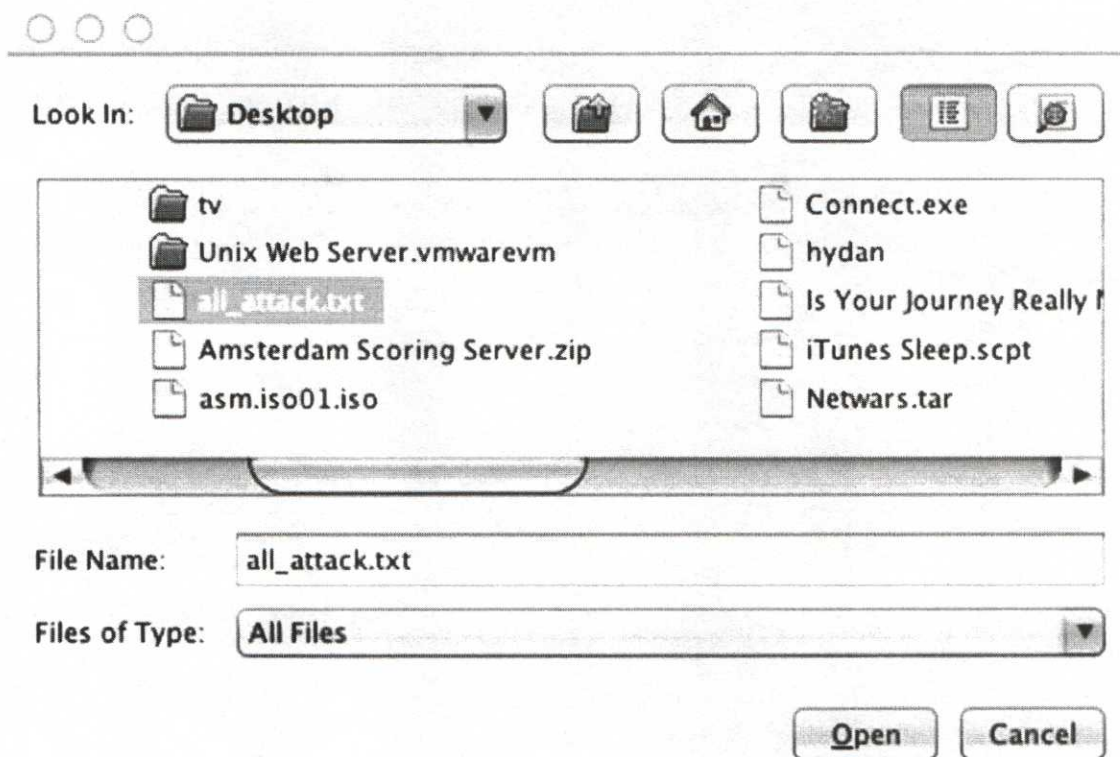 Look In: Desktop
tv
Unix Web Server.vmwarevm
all_attack.txt
Amsterdam Scoring Server.zip
asm.iso01.iso
Connect.exe
hydan
Is Your Journey Really
iTunes Sleep.scpt
Netwars.tar
File Name: all_attack.txt
Files of Type: All Files
Open Cancel